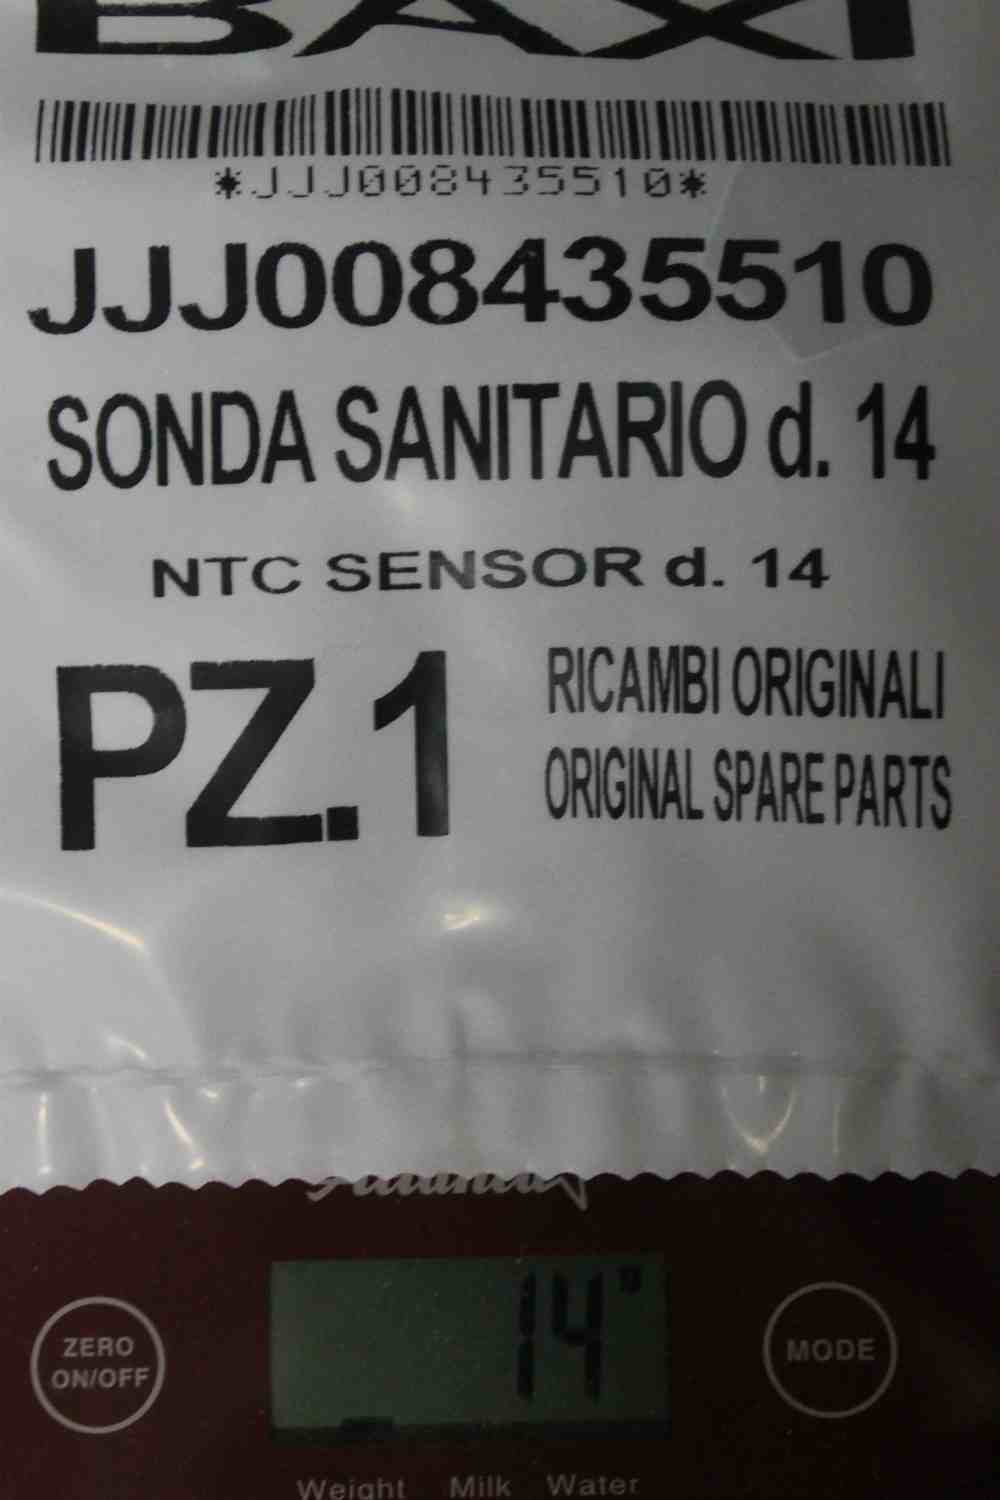 BAXI
*JJJ008435510*
JJJ008435510
SONDA SANITARIO d. 14
NTC SENSOR d. 14
PZ.1
RICAMBI ORIGINALI
ORIGINAL SPARE PARTS
14
ZERO
ON/OFF
MODE
Weight Milk Water